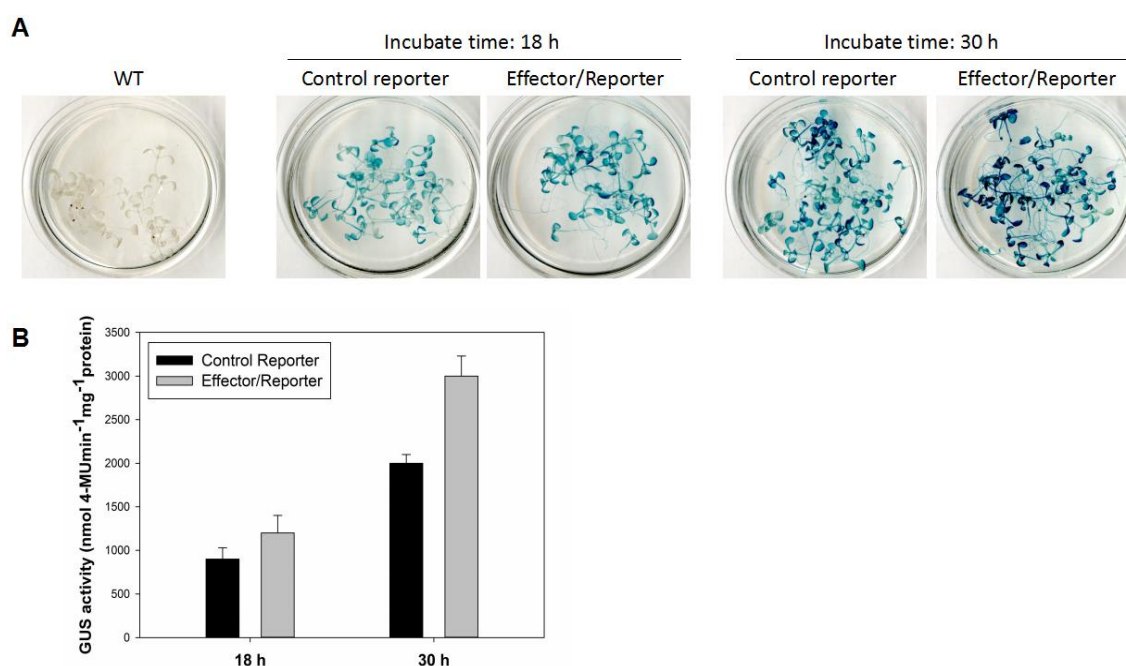 A
Incubate time: 18 h
Incubate time: 30 h
WT
Control reporter
Effector/Reporter
Control reporter
Effector/Reporter
B
GUS activity (nmol 4-MUmin⁻¹mg⁻¹protein)
3500
3000
2500
2000
1500
1000
500
0
Control Reporter
Effector/Reporter
18 h
30 h